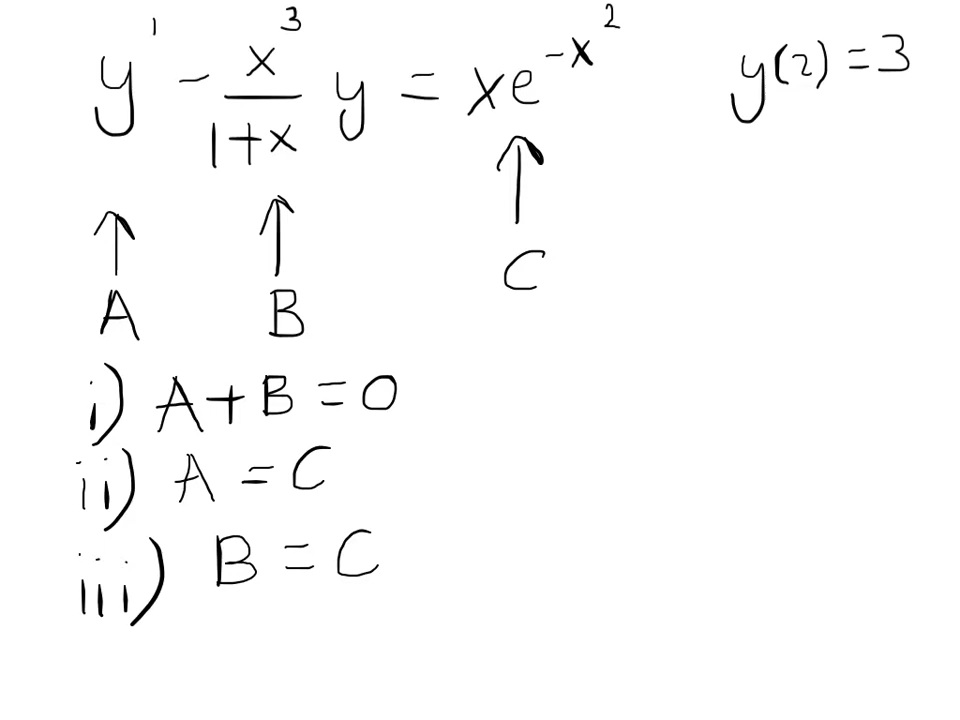 y' - x³/(1+x) y = xe^(-x²) y(2) = 3
↑ ↑ ↑
A B C
i) A + B = 0
ii) A = C
iii) B = C